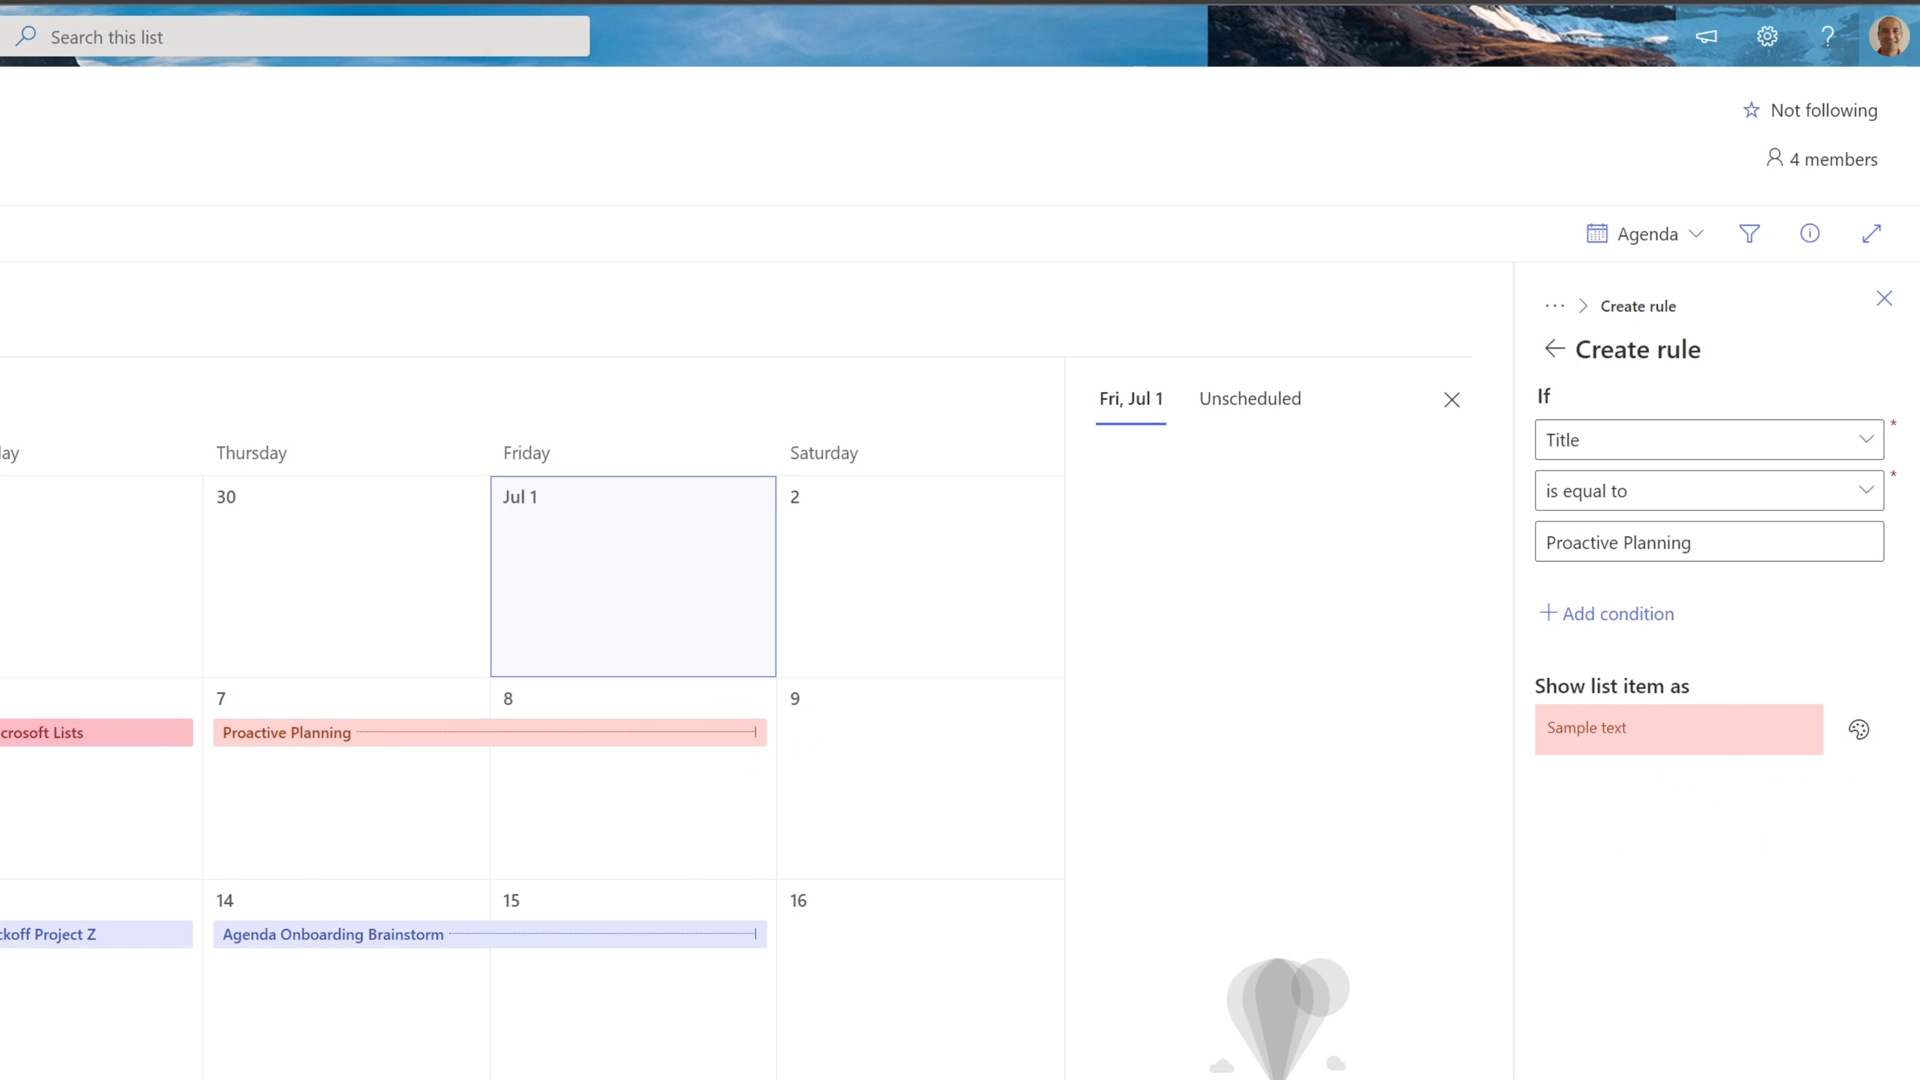 Search this list
Not following
4 members
Agenda
Create rule
Create rule
If
Title
*
is equal to
*
Proactive Planning
Add condition
Show list item as
Sample text
Fri, Jul 1
Unscheduled
ay
Thursday
Friday
Saturday
30
Jul 1
2
7
8
9
crosoft Lists
Proactive Planning
14
15
16
ckoff Project Z
Agenda Onboarding Brainstorm